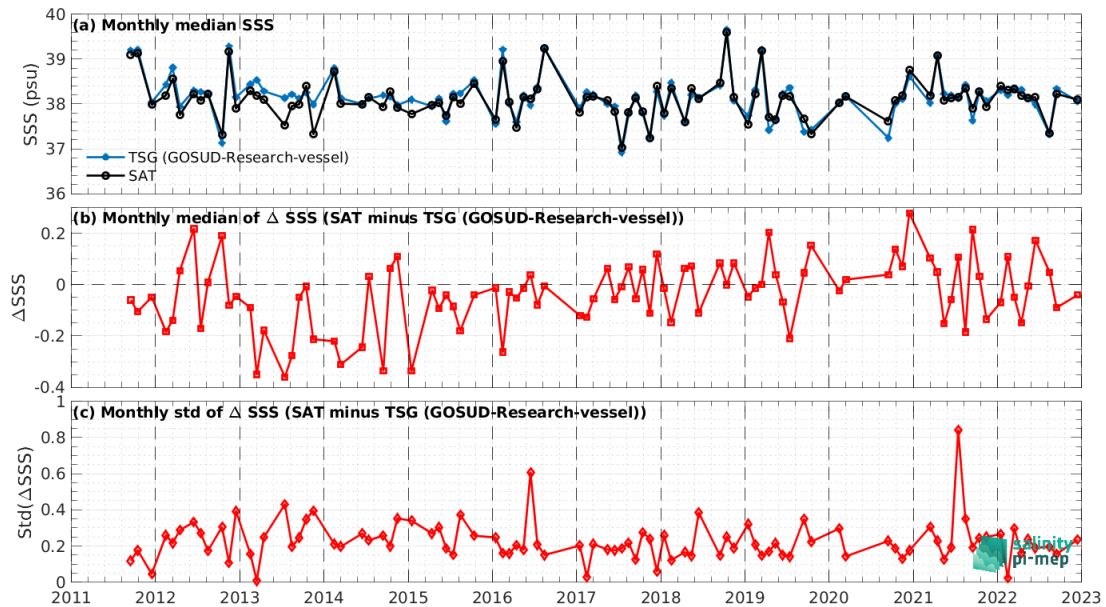 (a) Monthly median SSS
40
39
38
37
36
SSS (psu)
TSG (GOSUD-Research-vessel)
SAT
(b) Monthly median of Δ SSS (SAT minus TSG (GOSUD-Research-vessel))
0.2
0
-0.2
-0.4
ΔSSS
(c) Monthly std of Δ SSS (SAT minus TSG (GOSUD-Research-vessel))
1
0.8
0.6
0.4
0.2
0
Std(ΔSSS)
salinity
pi-mep
2011 2012 2013 2014 2015 2016 2017 2018 2019 2020 2021 2022 2023